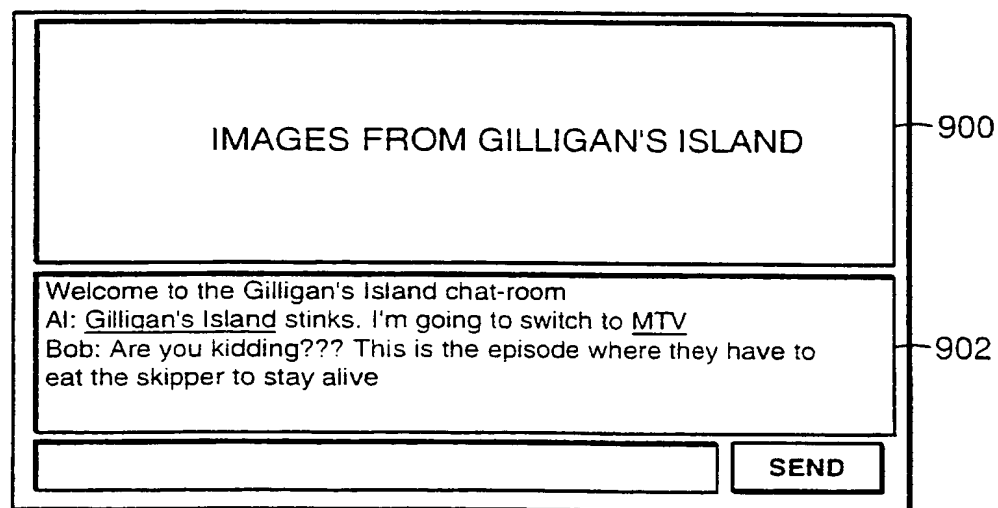 IMAGES FROM GILLIGAN'S ISLAND
900
Welcome to the Gilligan's Island chat-room
Al: Gilligan's Island stinks. I'm going to switch to MTV
Bob: Are you kidding??? This is the episode where they have to
eat the skipper to stay alive
902
SEND